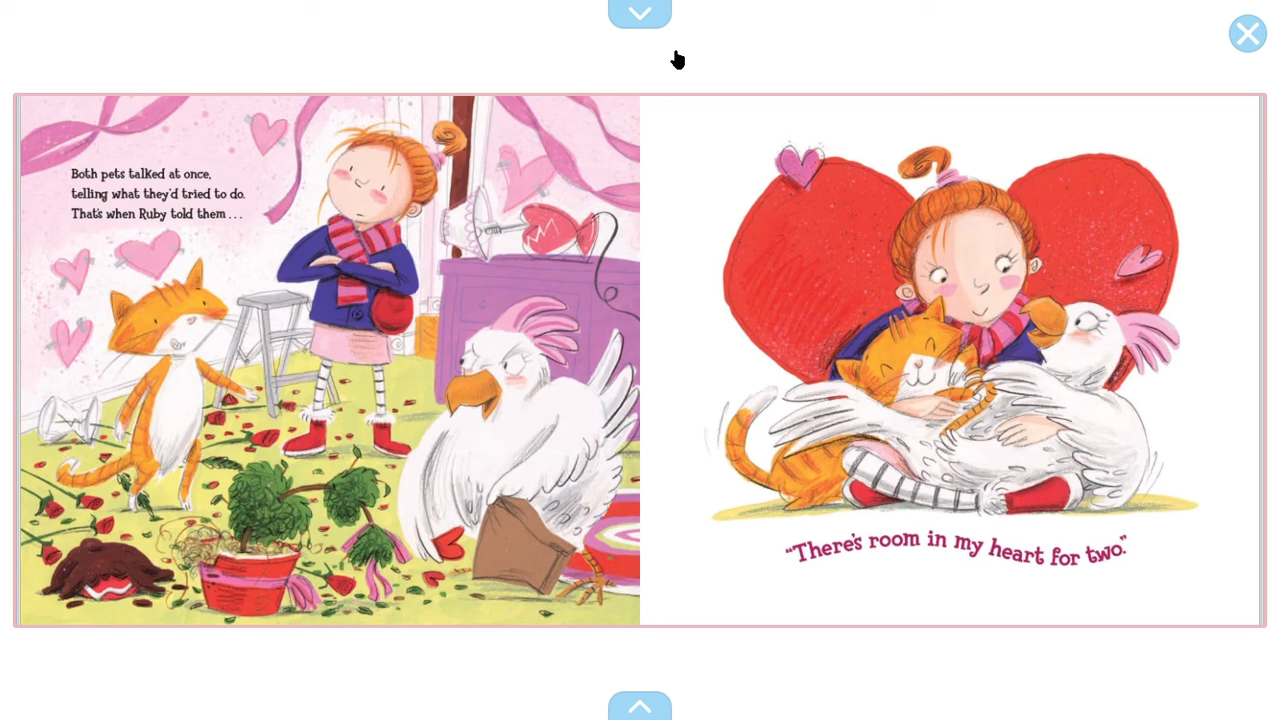 Both pets talked at once,
telling what they'd tried to do.
That's when Ruby told them . . .
“There's room in my heart for two.”